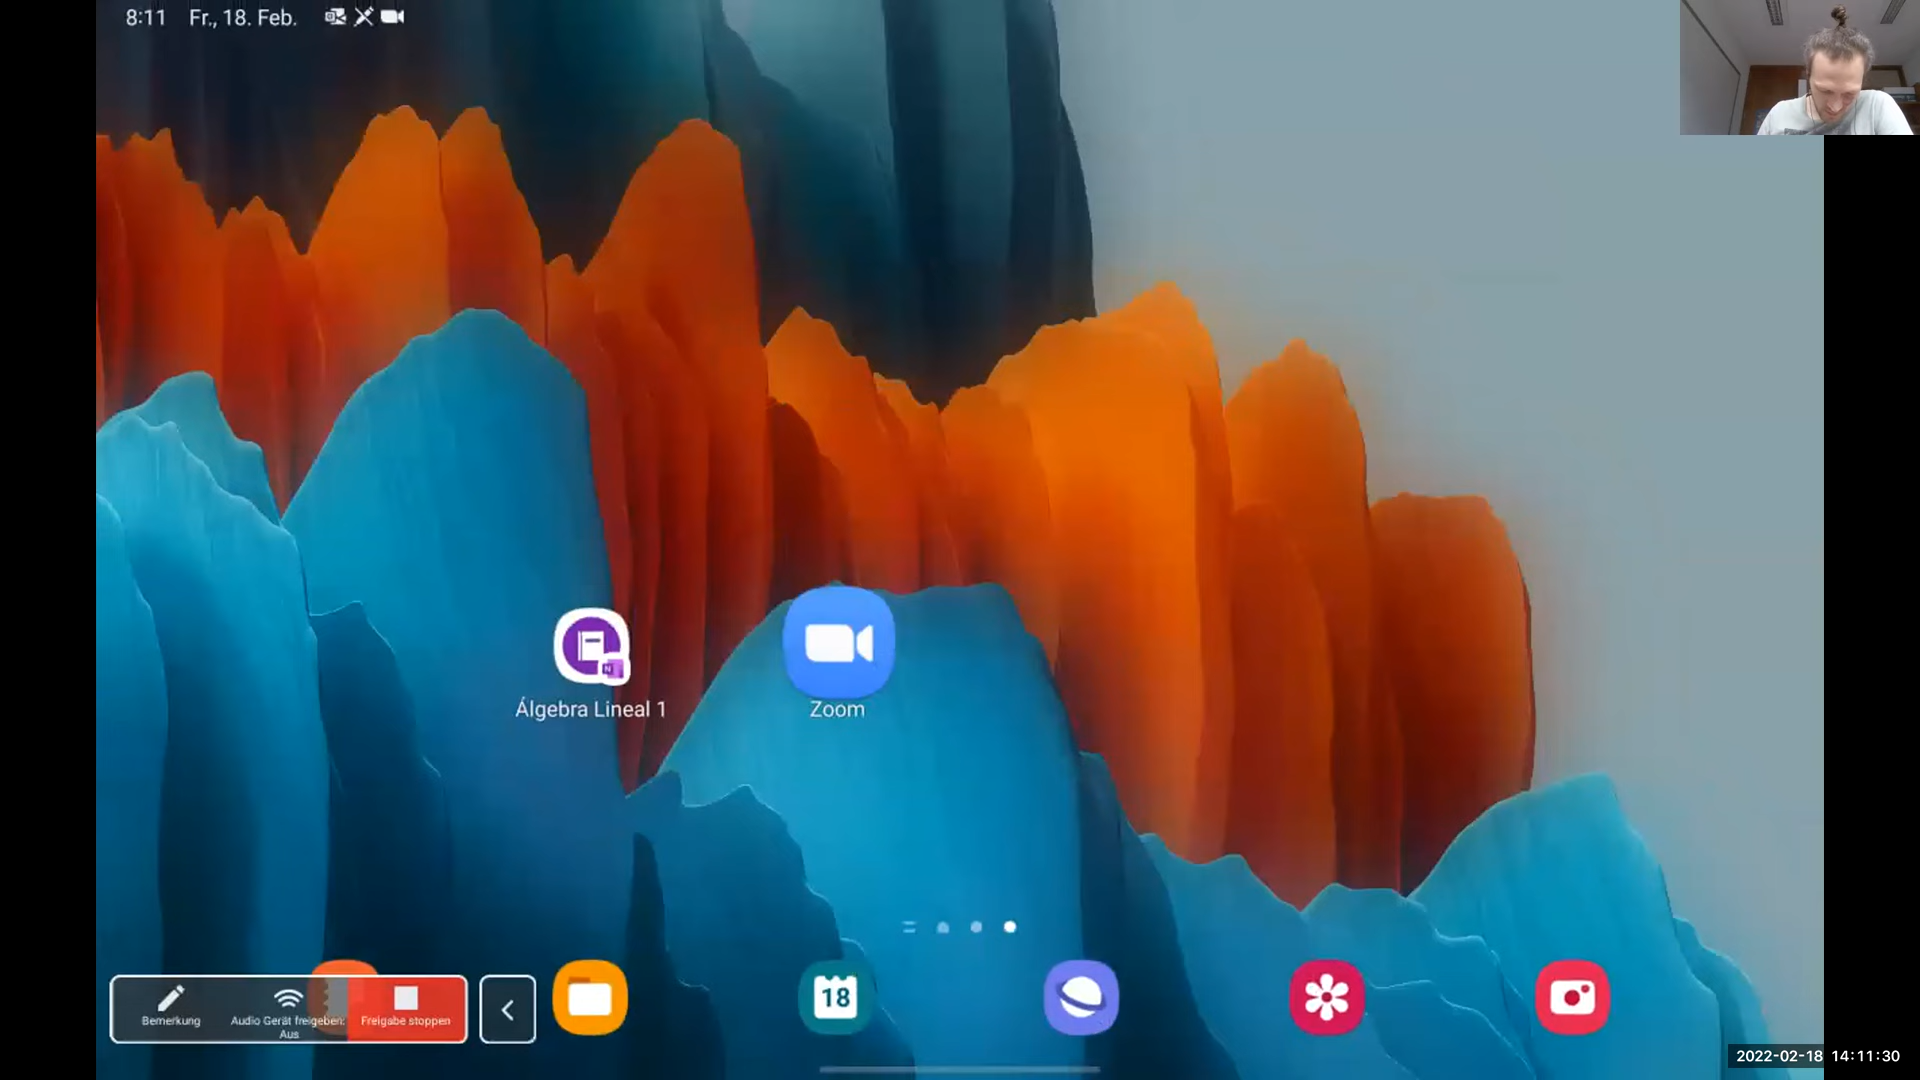 8:11 Fr., 18. Feb.
Álgebra Lineal 1
Zoom
18
Bemerkung
Audio Gerät freigeben:
Aus
Freigabe stoppen
2022-02-18 14:11:30